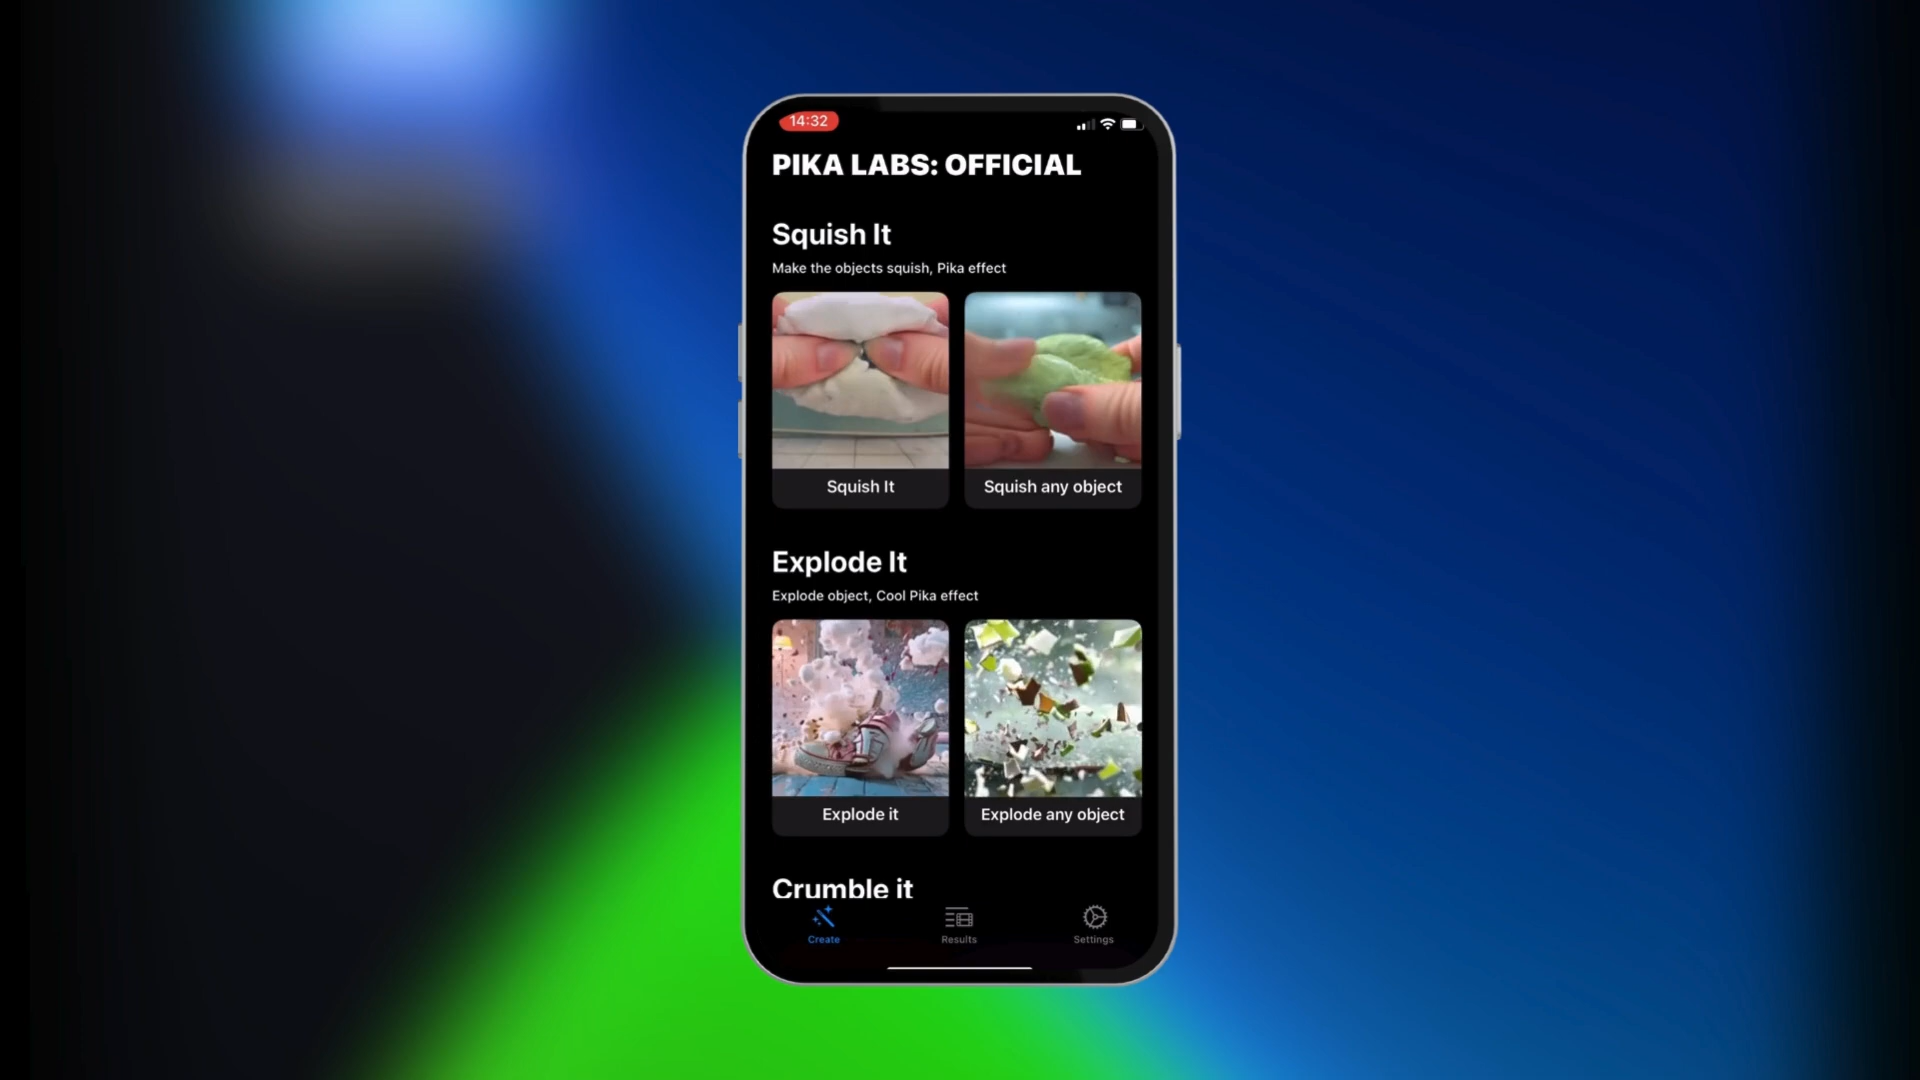 14:32
PIKA LABS: OFFICIAL
Squish It
Make the objects squish, Pika effect
Squish It
Squish any object
Explode It
Explode object, Cool Pika effect
Explode it
Explode any object
Crumble it
Create
Results
Settings